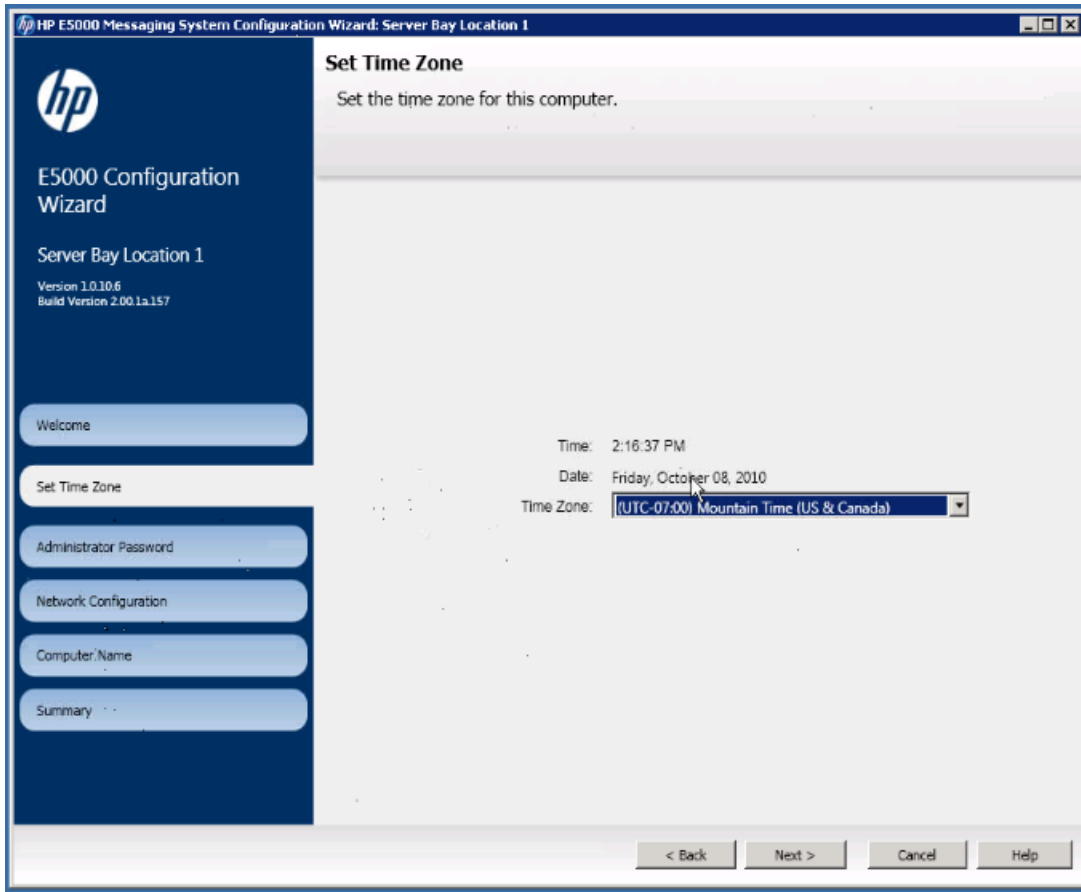 HP E5000 Messaging System Configuration Wizard: Server Bay Location 1
hp
Set Time Zone
Set the time zone for this computer.
E5000 Configuration
Wizard
Server Bay Location 1
Version 1.0.10.6
Build Version 2.00.1a.157
Welcome
Set Time Zone
Administrator Password
Network Configuration
Computer Name
Summary
Time: 2:16:37 PM
Date: Friday, October 08, 2010
Time Zone: (UTC-07:00) Mountain Time (US & Canada)
< Back
Next >
Cancel
Help